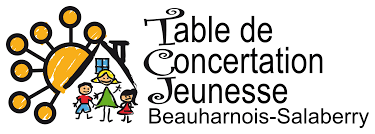 Table de
Concertation
Jeunesse
Beauharnois-Salaberry